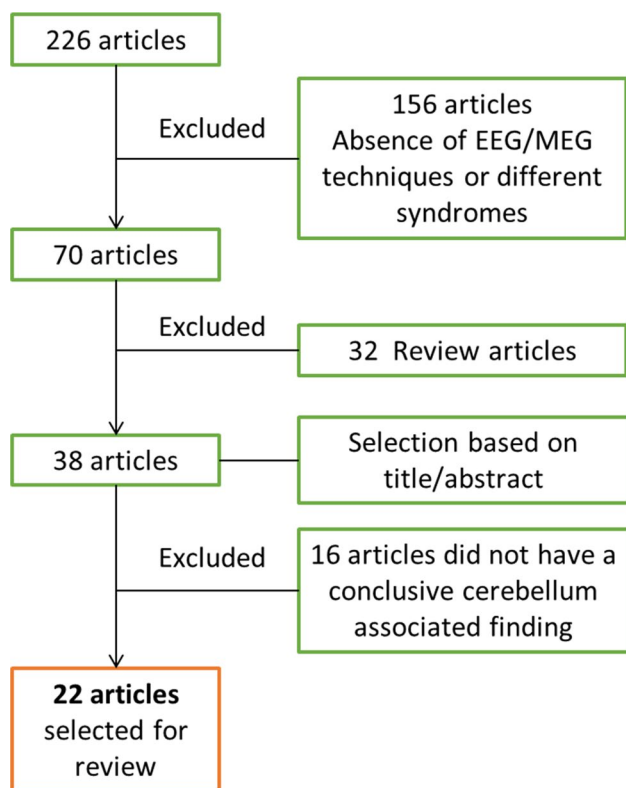 226 articles
Excluded
156 articles
Absence of EEG/MEG
techniques or different
syndromes
70 articles
Excluded
32 Review articles
38 articles
Selection based on
title/abstract
Excluded
16 articles did not have a
conclusive cerebellum
associated finding
22 articles
selected for
review